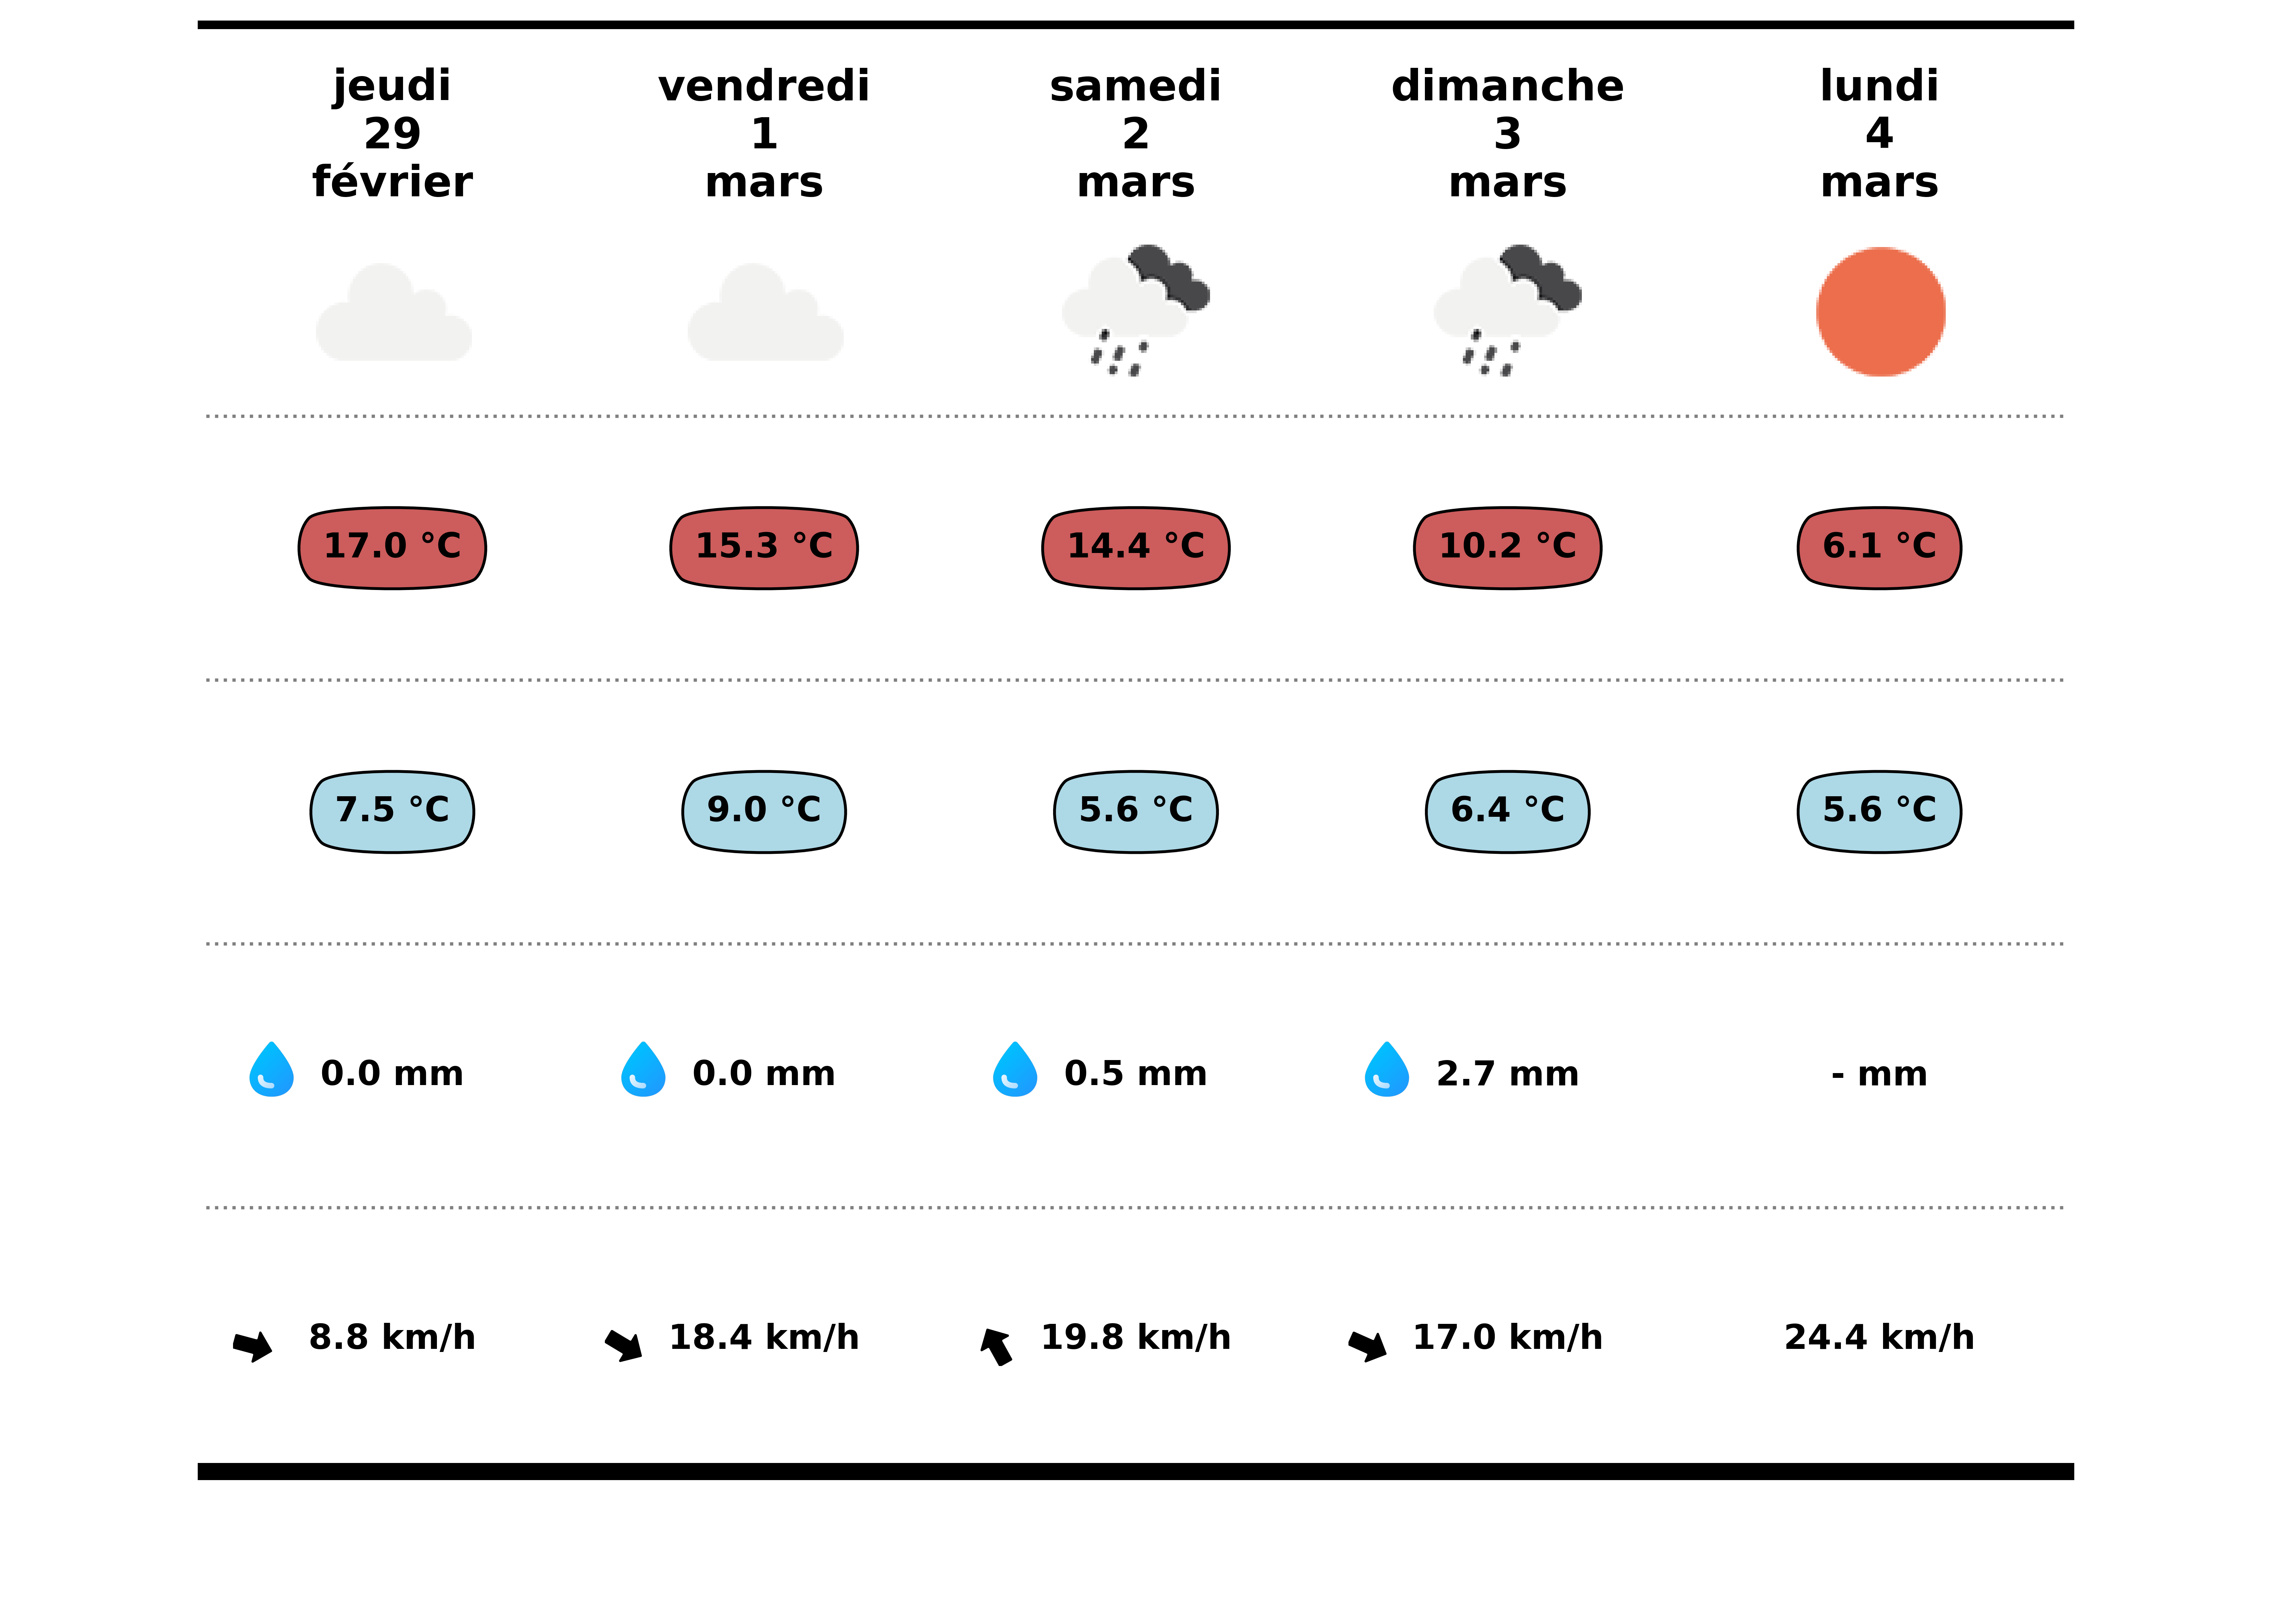 jeudi
29
février
vendredi
1
mars
samedi
2
mars
dimanche
3
mars
lundi
4
mars
17.0 °C
15.3 °C
14.4 °C
10.2 °C
6.1 °C
7.5 °C
9.0 °C
5.6 °C
6.4 °C
5.6 °C
0.0 mm
0.0 mm
0.5 mm
2.7 mm
- mm
8.8 km/h
18.4 km/h
19.8 km/h
17.0 km/h
24.4 km/h